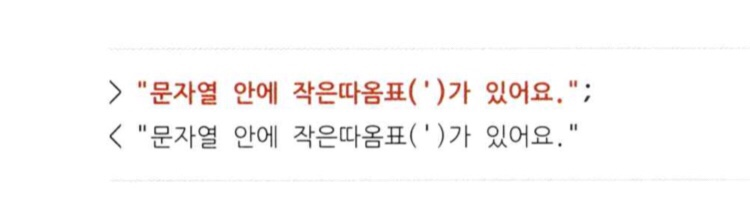 > "문자열 안에 작은따옴표(')가 있어요.";
< "문자열 안에 작은따옴표(')가 있어요."